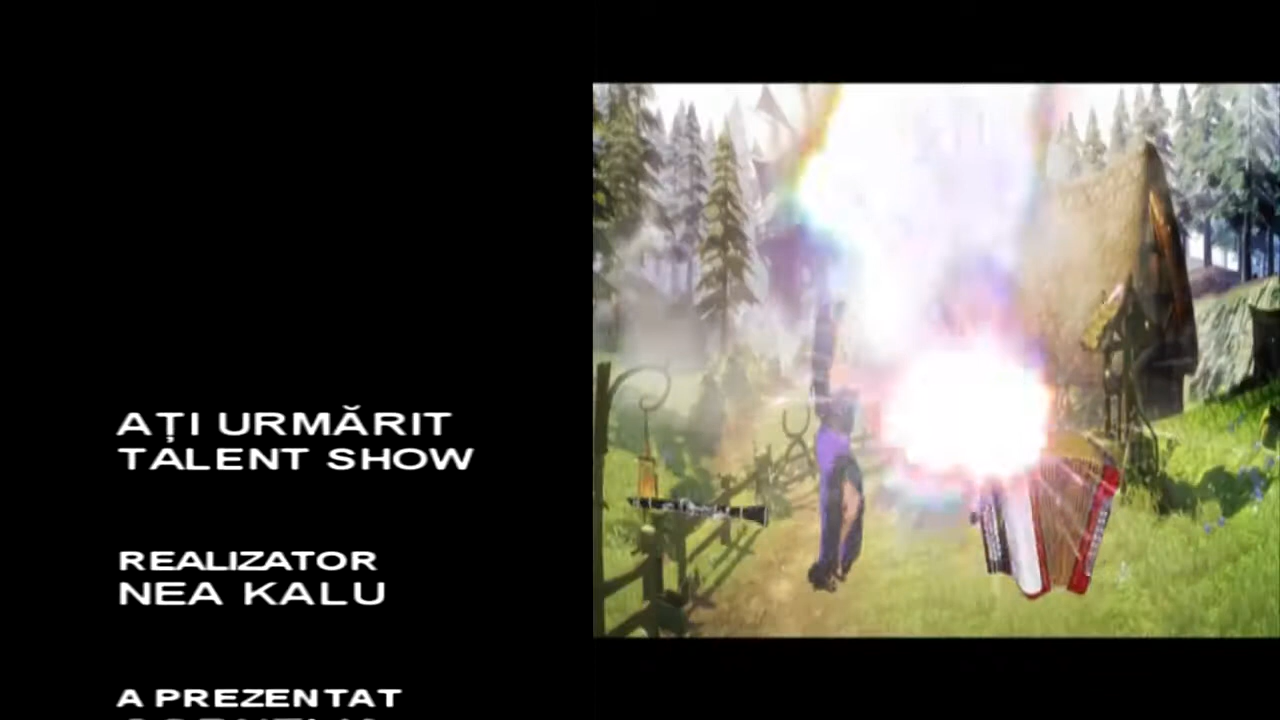 AȚI URMĂRIT
TALENT SHOW
REALIZATOR
NEA KALU
A PREZENTAT